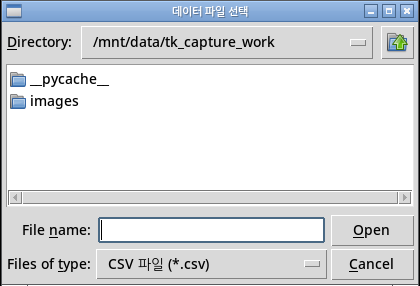 데이터 파일 선택
Directory: /mnt/data/tk_capture_work
__pycache__
images
File name: Open
Files of type: CSV 파일 (*.csv) Cancel